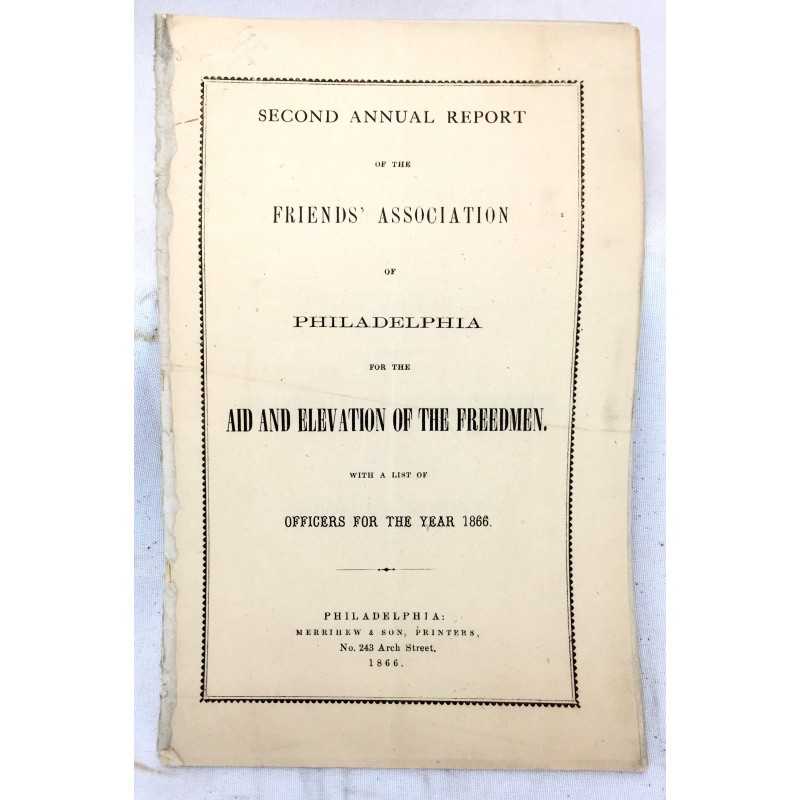 SECOND ANNUAL REPORT
OF THE
FRIENDS' ASSOCIATION
OF
PHILADELPHIA
FOR THE
AID AND ELEVATION OF THE FREEDMEN.
WITH A LIST OF
OFFICERS FOR THE YEAR 1866.
PHILADELPHIA:
MERRIHEW & SON, PRINTERS,
No. 243 Arch Street,
1866.